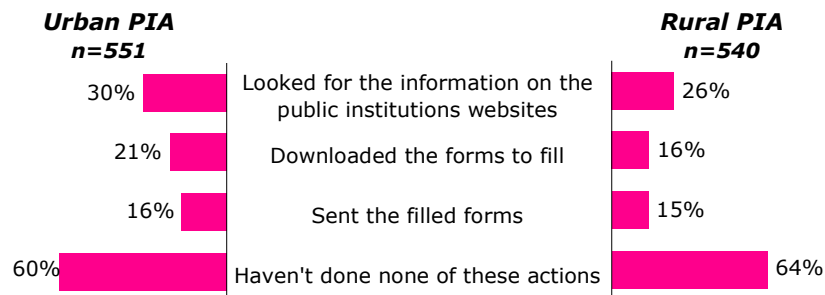 Urban PIA
n=551
Rural PIA
n=540
30%
Looked for the information on the
public institutions websites
26%
21%
Downloaded the forms to fill
16%
16%
Sent the filled forms
15%
60%
Haven't done none of these actions
64%